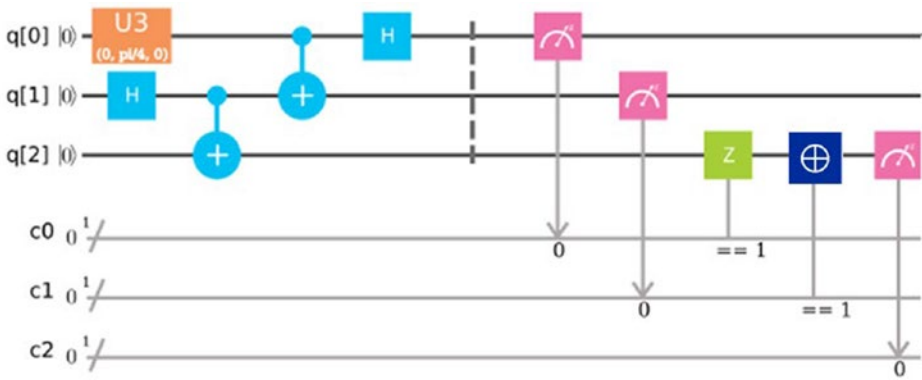 q[0] |0⟩ U3 H
(0, pi/4, 0)
q[1] |0⟩ H
q[2] |0⟩ Z
c0 0 1
0 == 1
c1 0 1
0 == 1
c2 0 1
0